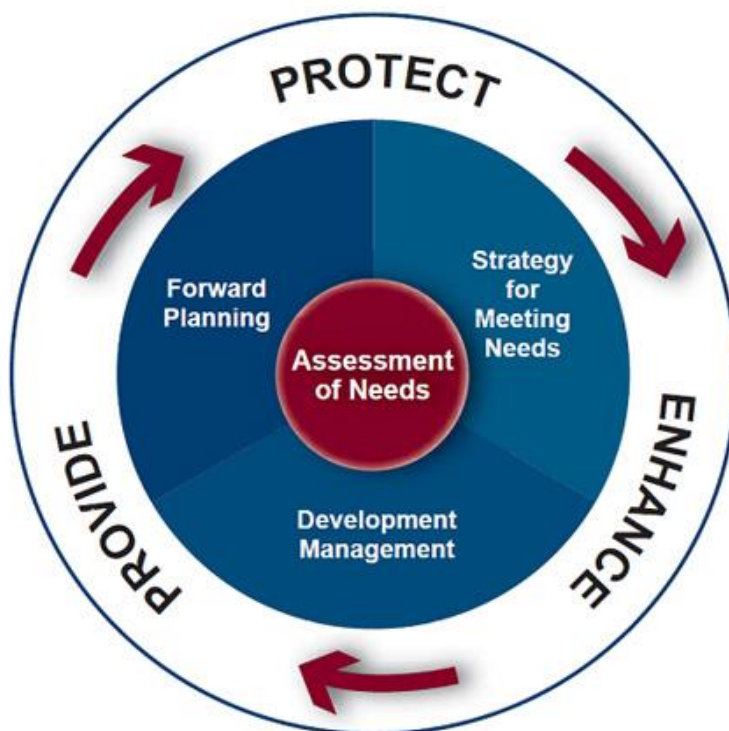 PROTECT
Forward
Planning
Strategy
for
Meeting
Needs
Assessment
of Needs
Development
Management
PROVIDE
ENHANCE